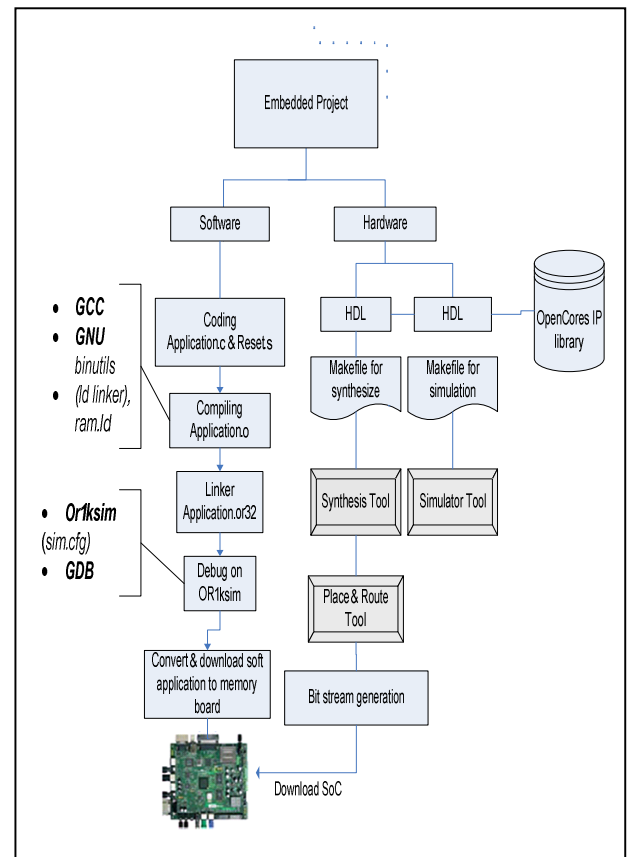 Embedded Project
Software
Hardware
• GCC
• GNU
binutils
• (ld linker),
ram.ld
Coding
Application.c & Reset.s
HDL
HDL
OpenCores IP
library
Makefile for
synthesize
Makefile for
simulation
Compiling
Application.o
Linker
Application.or32
Synthesis Tool
Simulator Tool
• Or1ksim
(sim.cfg)
• GDB
Debug on
OR1ksim
Place & Route
Tool
Convert & download soft
application to memory
board
Bit stream generation
Download SoC